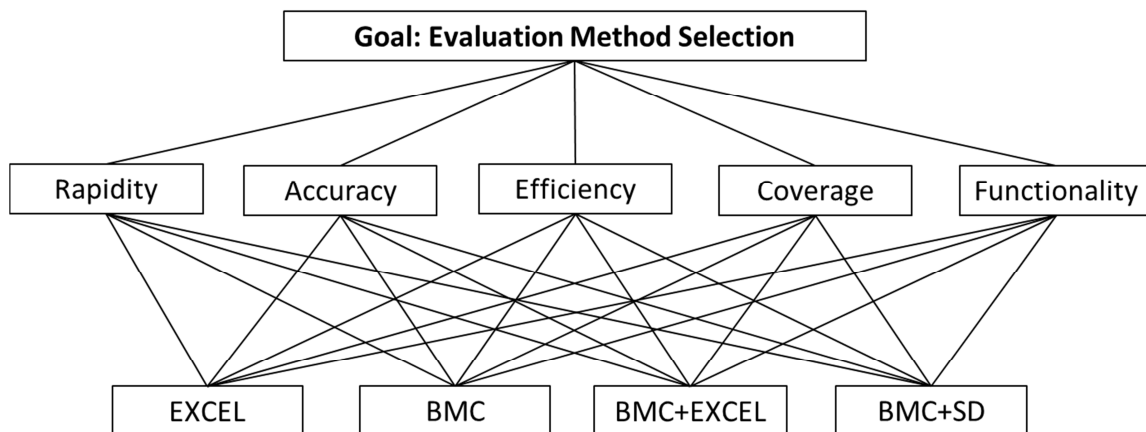 Goal: Evaluation Method Selection
Rapidity
Accuracy
Efficiency
Coverage
Functionality
EXCEL
BMC
BMC+EXCEL
BMC+SD